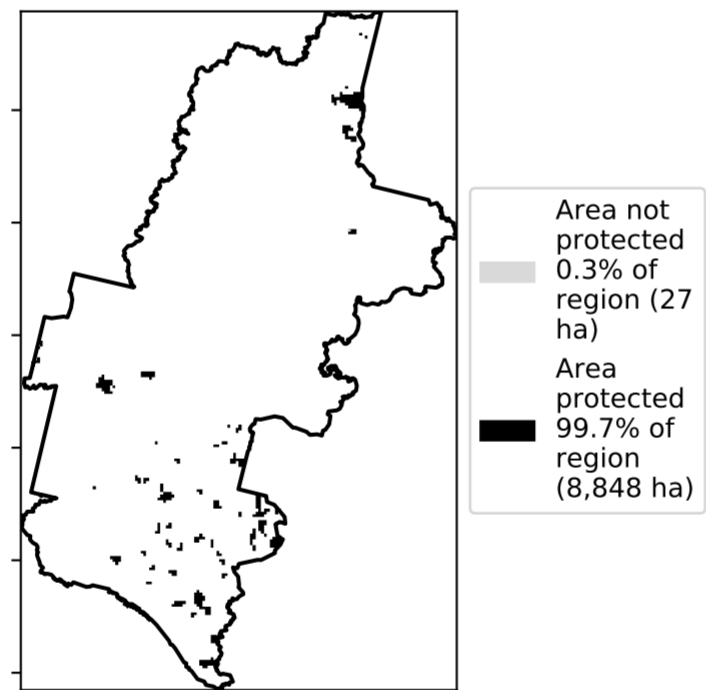 Area not
protected
0.3% of
region (27
ha)
Area
protected
99.7% of
region
(8,848 ha)